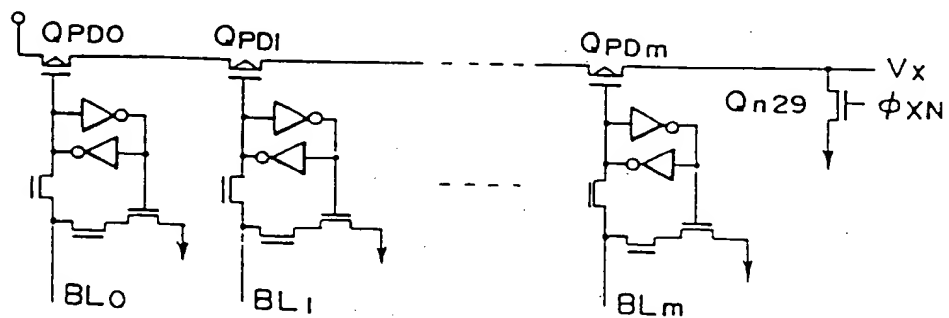 QPD0
QPD1
QPDm
VX
Qn29
ΦXN
BL0
BL1
BLm